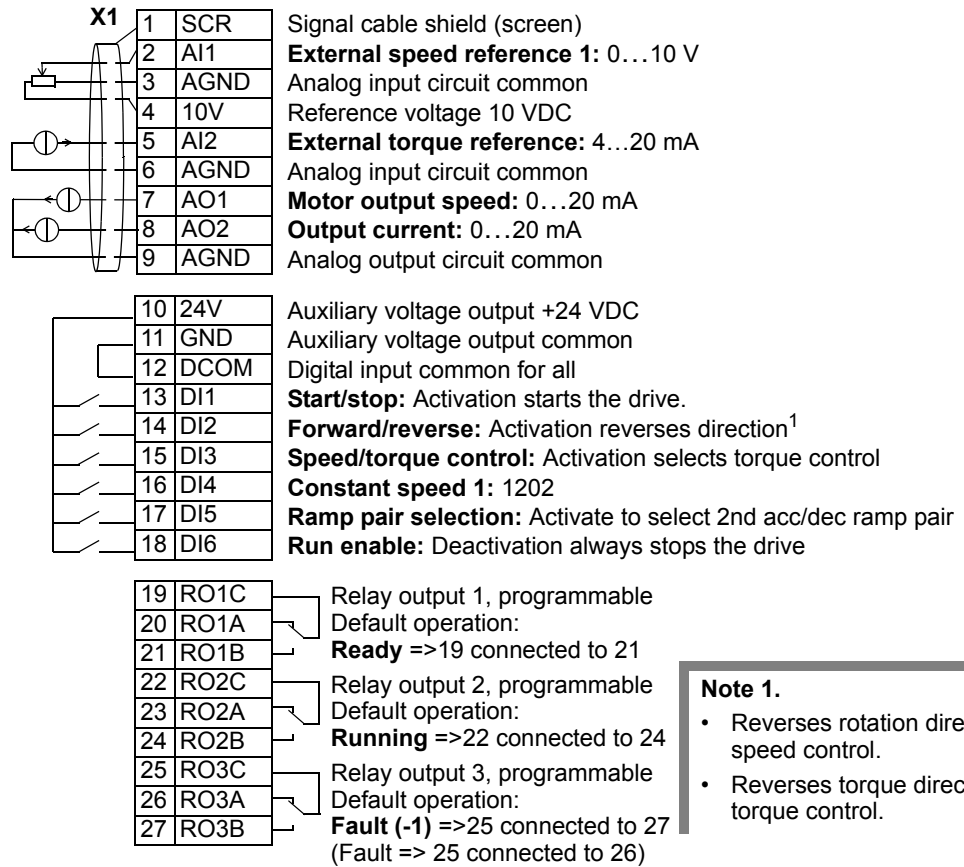 X1
1 SCR Signal cable shield (screen)
2 AI1 External speed reference 1: 0…10 V
3 AGND Analog input circuit common
4 10V Reference voltage 10 VDC
5 AI2 External torque reference: 4…20 mA
6 AGND Analog input circuit common
7 AO1 Motor output speed: 0…20 mA
8 AO2 Output current: 0…20 mA
9 AGND Analog output circuit common
10 24V Auxiliary voltage output +24 VDC
11 GND Auxiliary voltage output common
12 DCOM Digital input common for all
13 DI1 Start/stop: Activation starts the drive.
14 DI2 Forward/reverse: Activation reverses direction1
15 DI3 Speed/torque control: Activation selects torque control
16 DI4 Constant speed 1: 1202
17 DI5 Ramp pair selection: Activate to select 2nd acc/dec ramp pair
18 DI6 Run enable: Deactivation always stops the drive
19 RO1C Relay output 1, programmable
20 RO1A Default operation:
21 RO1B Ready =>19 connected to 21
22 RO2C Relay output 2, programmable
23 RO2A Default operation:
24 RO2B Running =>22 connected to 24
25 RO3C Relay output 3, programmable
26 RO3A Default operation:
27 RO3B Fault (-1) =>25 connected to 27
(Fault => 25 connected to 26)
Note 1.
• Reverses rotation dire
speed control.
• Reverses torque direc
torque control.